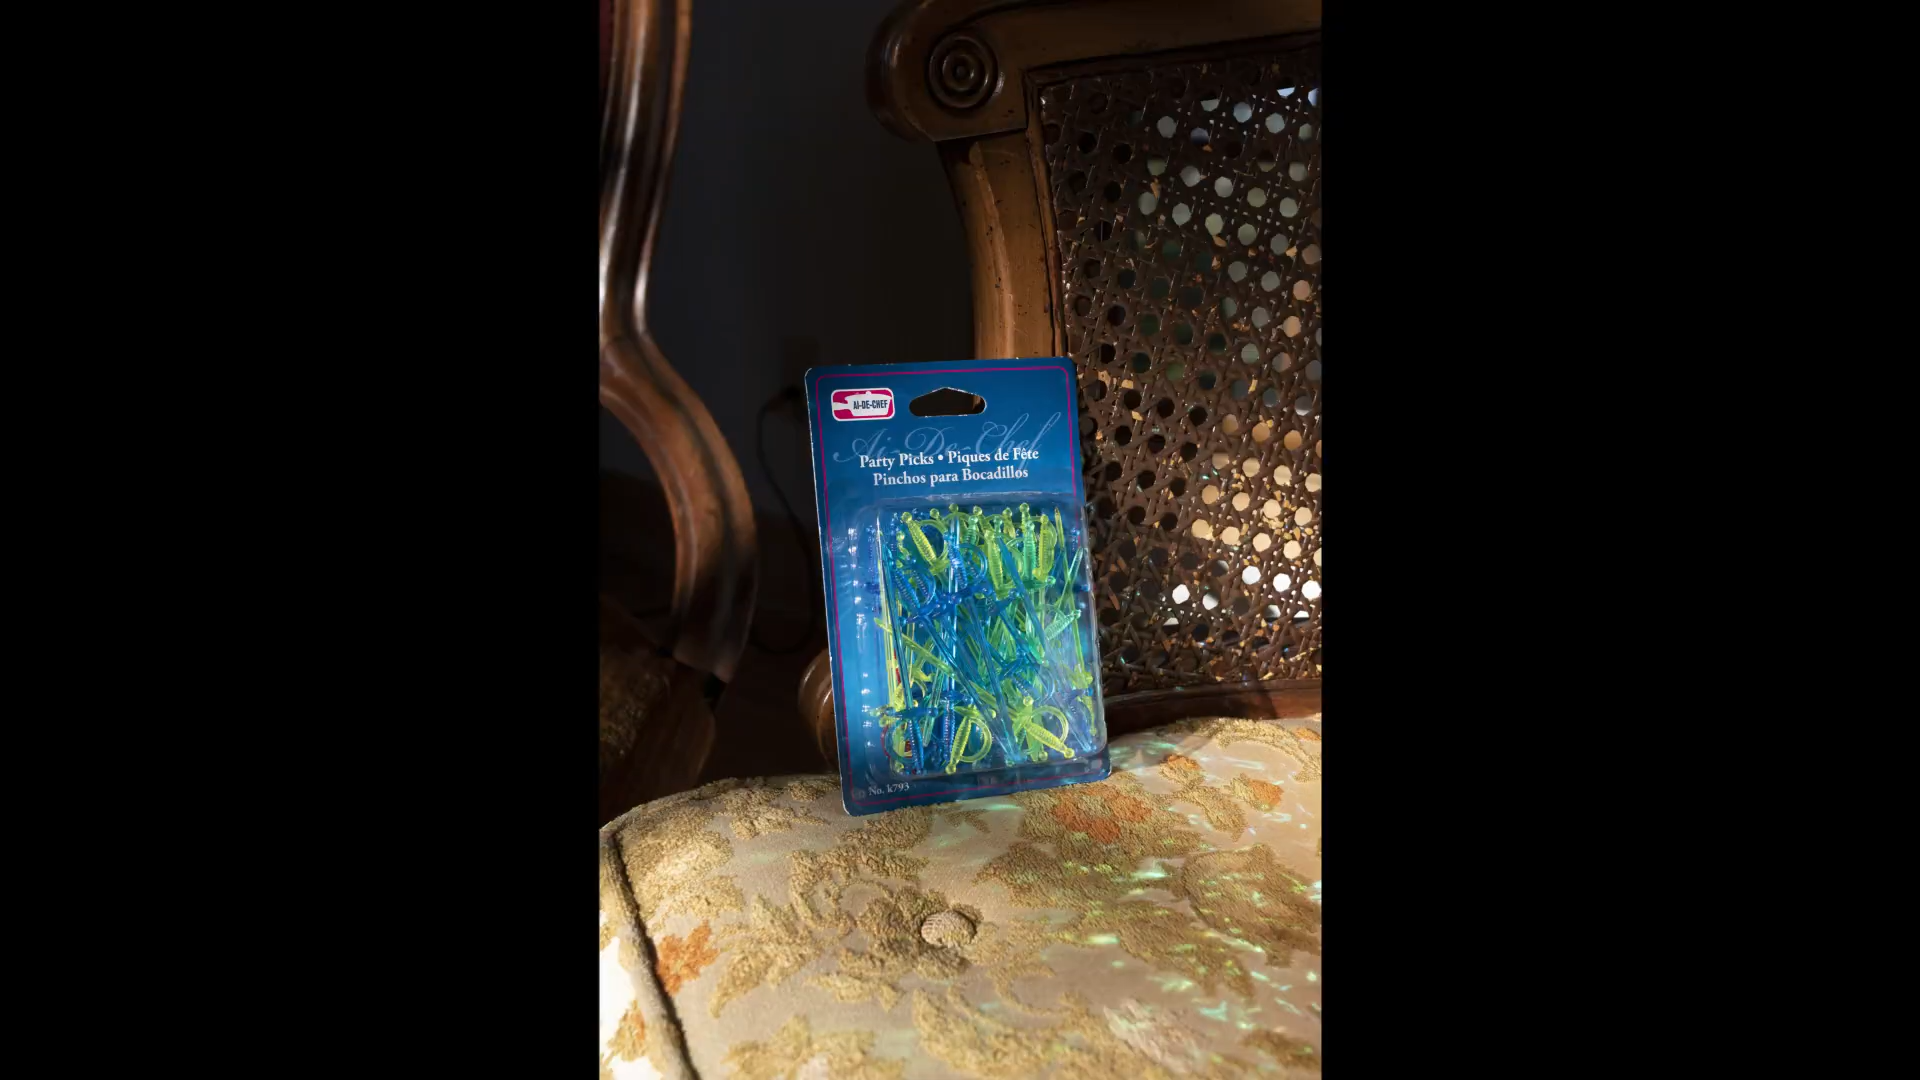 AI-DE-CHEF
Ai-De-Chef
Party Picks • Piques de Fête
Pinchos para Bocadillos
No. k793